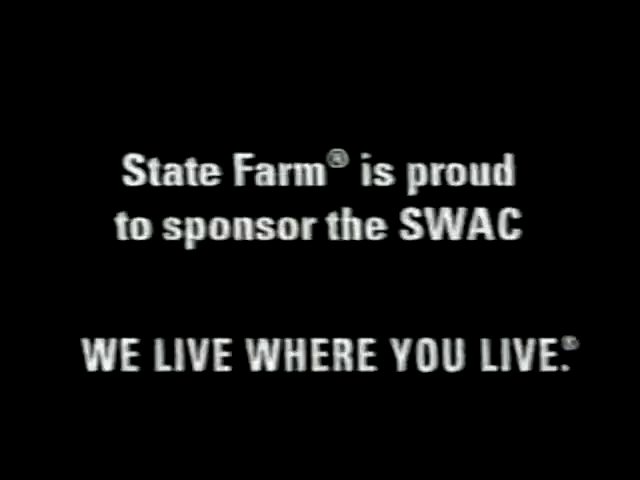 State Farm® is proud
to sponsor the SWAC
WE LIVE WHERE YOU LIVE.®